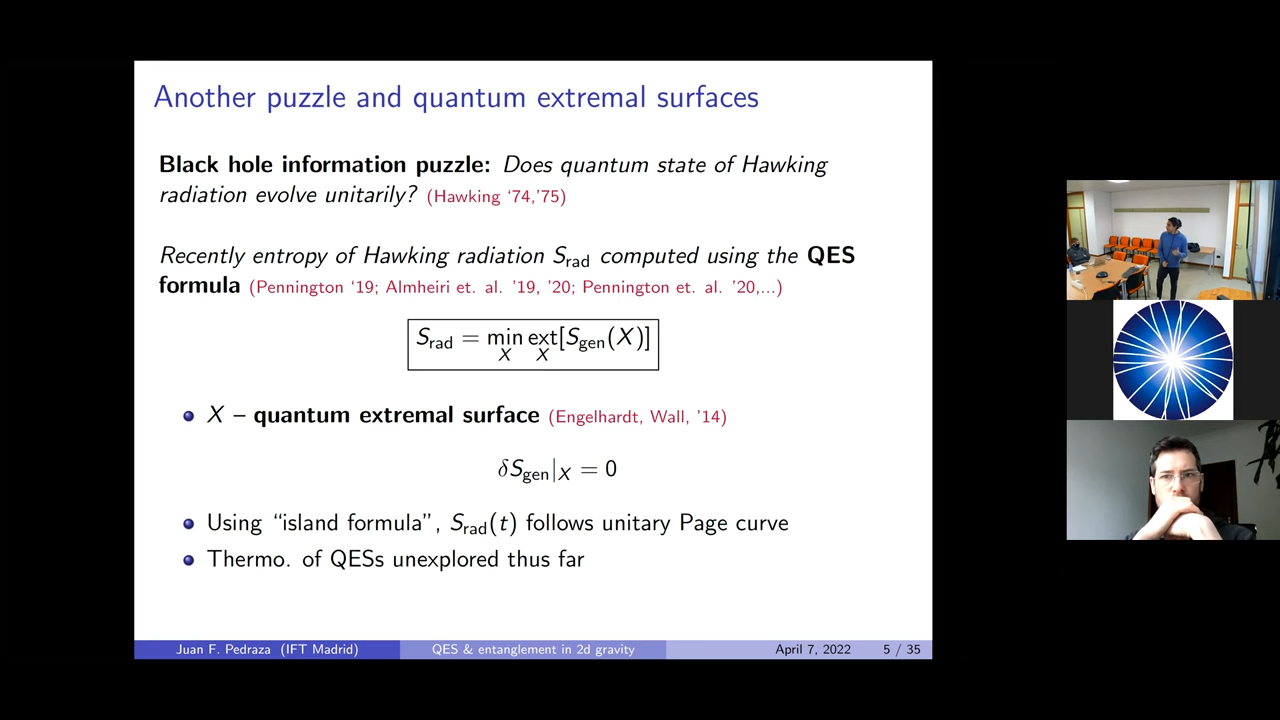 Another puzzle and quantum extremal surfaces
Black hole information puzzle: Does quantum state of Hawking
radiation evolve unitarily? (Hawking ‘74,’75)
Recently entropy of Hawking radiation S_rad computed using the QES
formula (Pennington ‘19; Almheiri et. al. ’19, ’20; Pennington et. al. ’20,...)
S_rad = min_X ext_X [S_gen(X)]
X – quantum extremal surface (Engelhardt, Wall, ’14)
δS_gen|_X = 0
Using “island formula”, S_rad(t) follows unitary Page curve
Thermo. of QESs unexplored thus far
Juan F. Pedraza (IFT Madrid) QES & entanglement in 2d gravity April 7, 2022 5 / 35